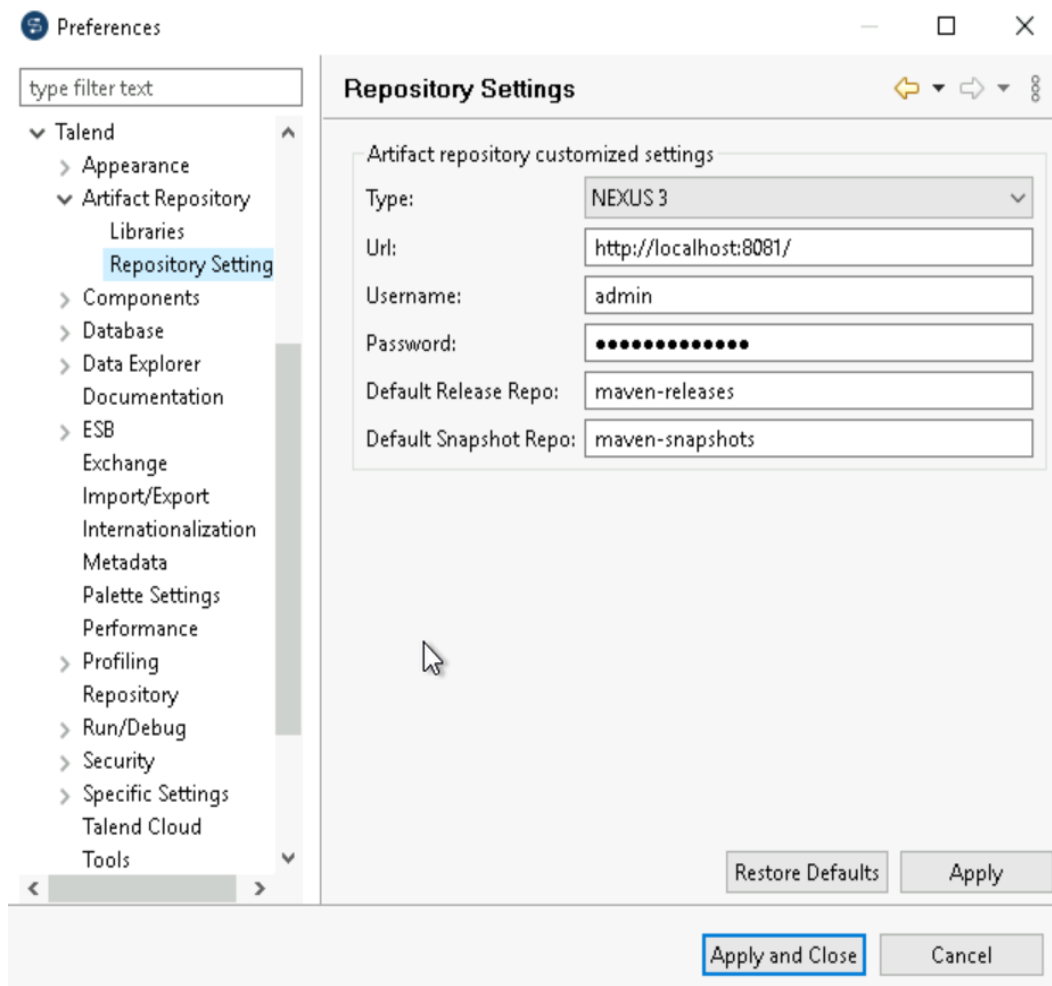 Preferences
type filter text
Talend
Appearance
Artifact Repository
Libraries
Repository Setting
Components
Database
Data Explorer
Documentation
ESB
Exchange
Import/Export
Internationalization
Metadata
Palette Settings
Performance
Profiling
Repository
Run/Debug
Security
Specific Settings
Talend Cloud
Tools
Repository Settings
Artifact repository customized settings
Type: NEXUS 3
Url: http://localhost:8081/
Username: admin
Password: •••••••••••••
Default Release Repo: maven-releases
Default Snapshot Repo: maven-snapshots
Restore Defaults Apply
Apply and Close Cancel